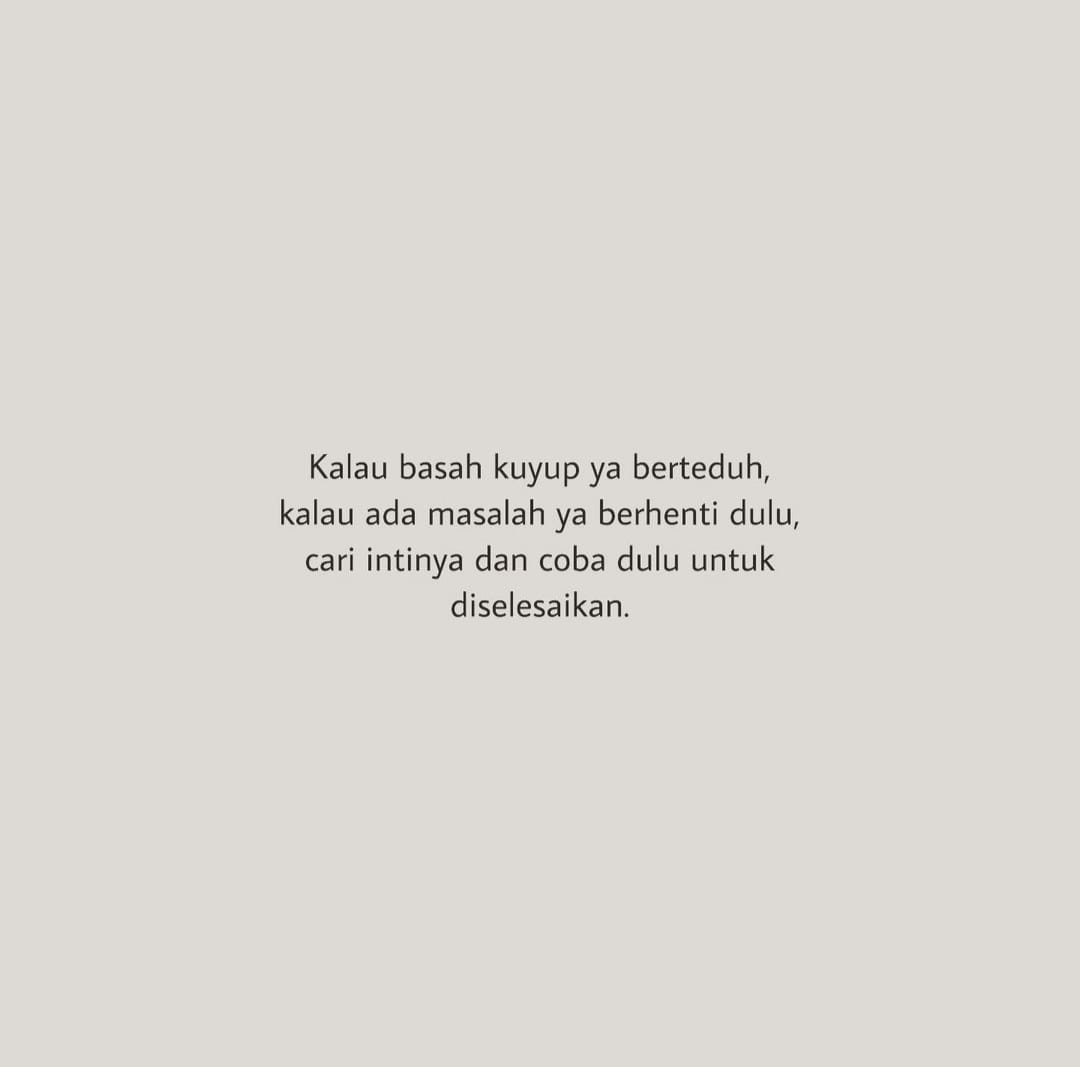 Kalau basah kuyup ya berteduh,
kalau ada masalah ya berhenti dulu,
cari intinya dan coba dulu untuk
diselesaikan.